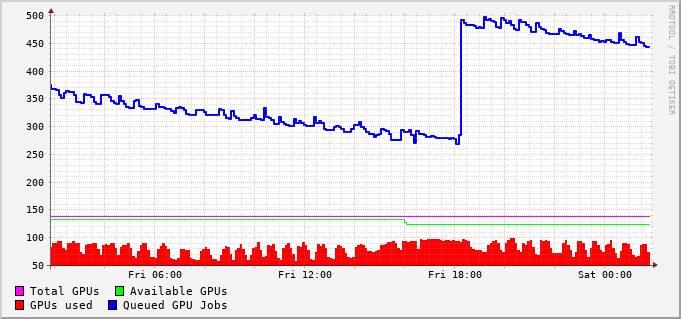 500
450
400
350
300
250
200
150
100
50
Fri 06:00 Fri 12:00 Fri 18:00 Sat 00:00
Total GPUs Available GPUs
GPUs used Queued GPU Jobs
RRDTOOL / TOBI OETIKER